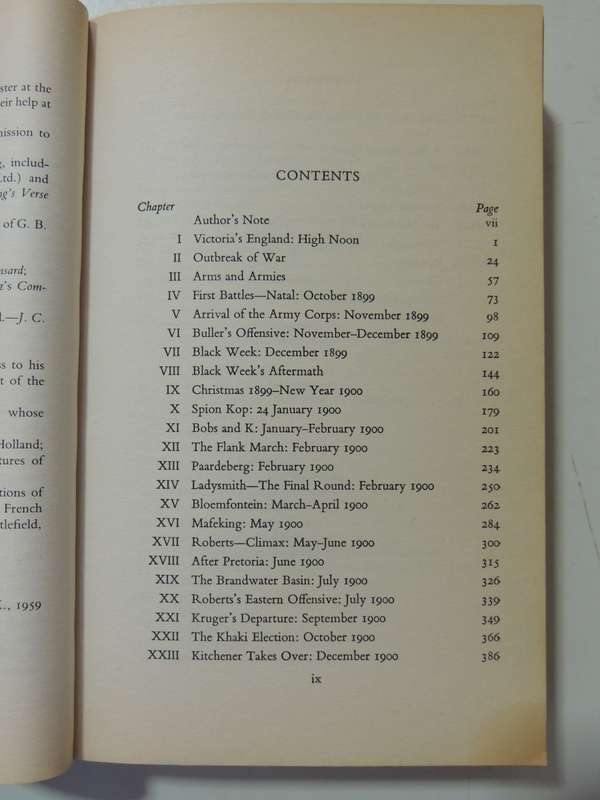 ster at the
eir help at
mission to
g, includ-
Ltd.) and
ng's Verse
of G. B.
nsard;
z's Com-
l.—J. C.
ss to his
t of the
whose
Holland;
tures of
tions of
French
tlefield,
K., 1959
CONTENTS
Chapter Page
Author's Note vii
I Victoria's England: High Noon 1
II Outbreak of War 24
III Arms and Armies 57
IV First Battles—Natal: October 1899 73
V Arrival of the Army Corps: November 1899 98
VI Buller's Offensive: November–December 1899 109
VII Black Week: December 1899 122
VIII Black Week's Aftermath 144
IX Christmas 1899–New Year 1900 160
X Spion Kop: 24 January 1900 179
XI Bobs and K: January–February 1900 201
XII The Flank March: February 1900 223
XIII Paardeberg: February 1900 234
XIV Ladysmith—The Final Round: February 1900 250
XV Bloemfontein: March–April 1900 262
XVI Mafeking: May 1900 284
XVII Roberts—Climax: May–June 1900 300
XVIII After Pretoria: June 1900 315
XIX The Brandwater Basin: July 1900 326
XX Roberts's Eastern Offensive: July 1900 339
XXI Kruger's Departure: September 1900 349
XXII The Khaki Election: October 1900 366
XXIII Kitchener Takes Over: December 1900 386
ix